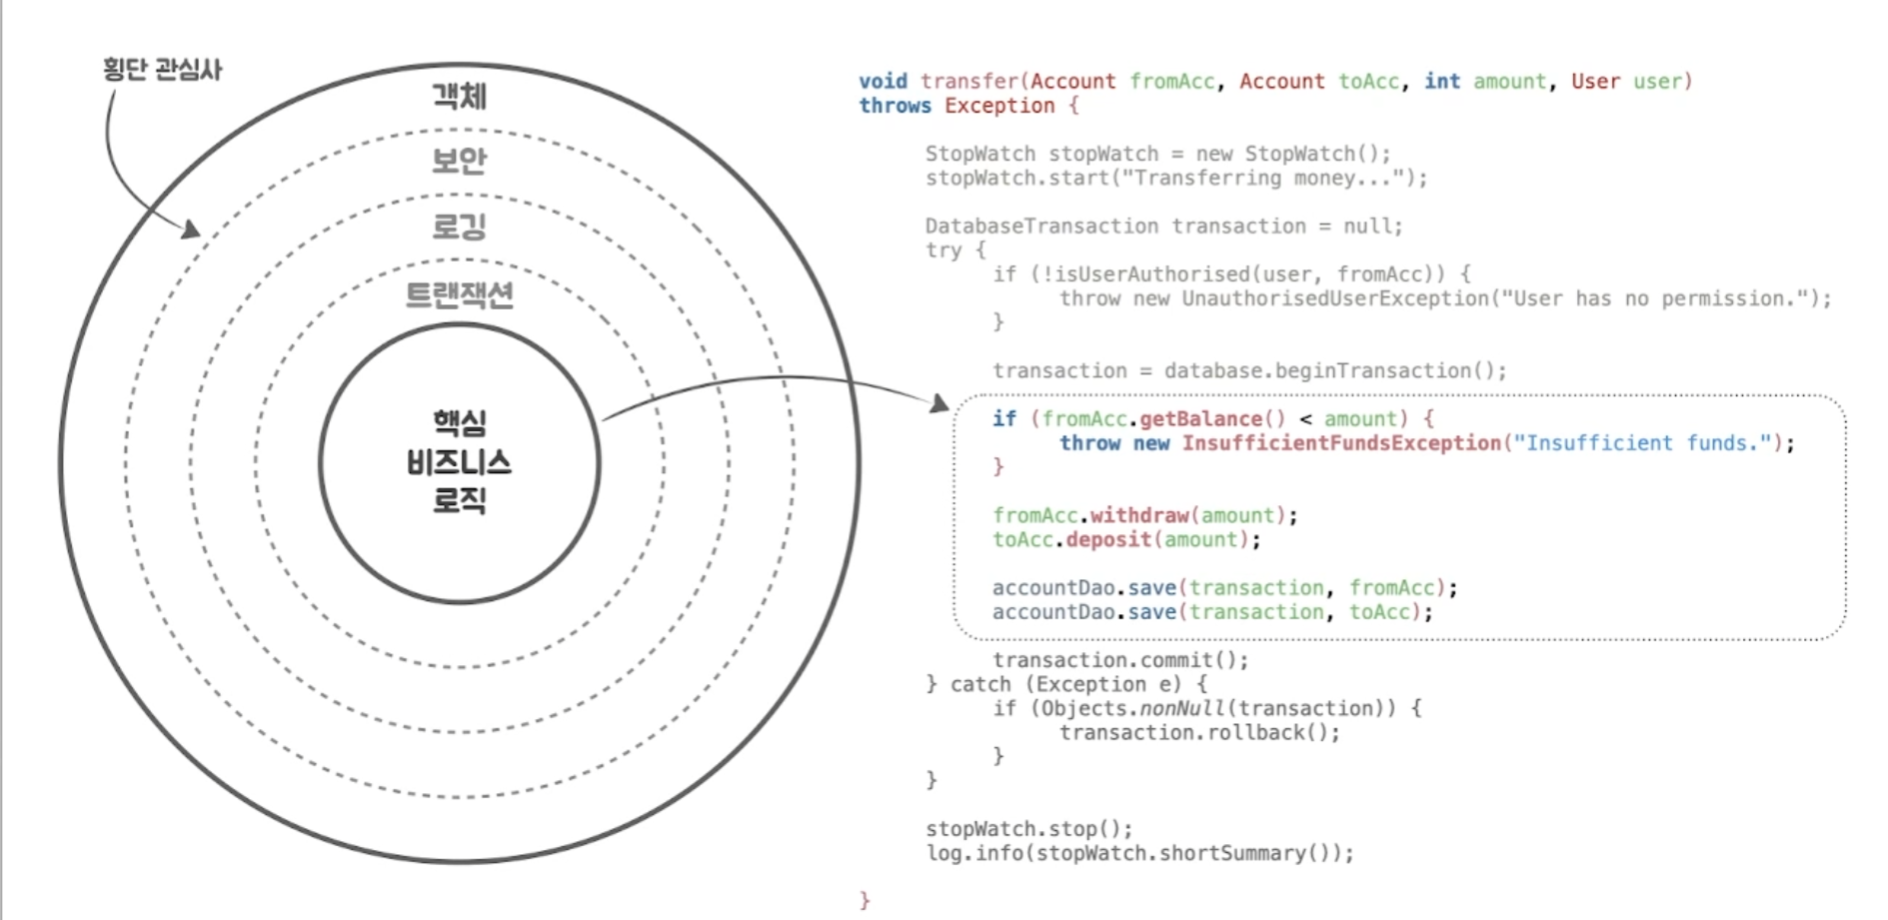 횡단 관심사
객체
보안
로깅
트랜잭션
핵심
비즈니스
로직
void transfer(Account fromAcc, Account toAcc, int amount, User user)
throws Exception {
StopWatch stopWatch = new StopWatch();
stopWatch.start("Transferring money...");
DatabaseTransaction transaction = null;
try {
if (!isUserAuthorised(user, fromAcc)) {
throw new UnauthorisedUserException("User has no permission.");
}
transaction = database.beginTransaction();
if (fromAcc.getBalance() < amount) {
throw new InsufficientFundsException("Insufficient funds.");
}
fromAcc.withdraw(amount);
toAcc.deposit(amount);
accountDao.save(transaction, fromAcc);
accountDao.save(transaction, toAcc);
transaction.commit();
} catch (Exception e) {
if (Objects.nonNull(transaction)) {
transaction.rollback();
}
}
stopWatch.stop();
log.info(stopWatch.shortSummary());
}